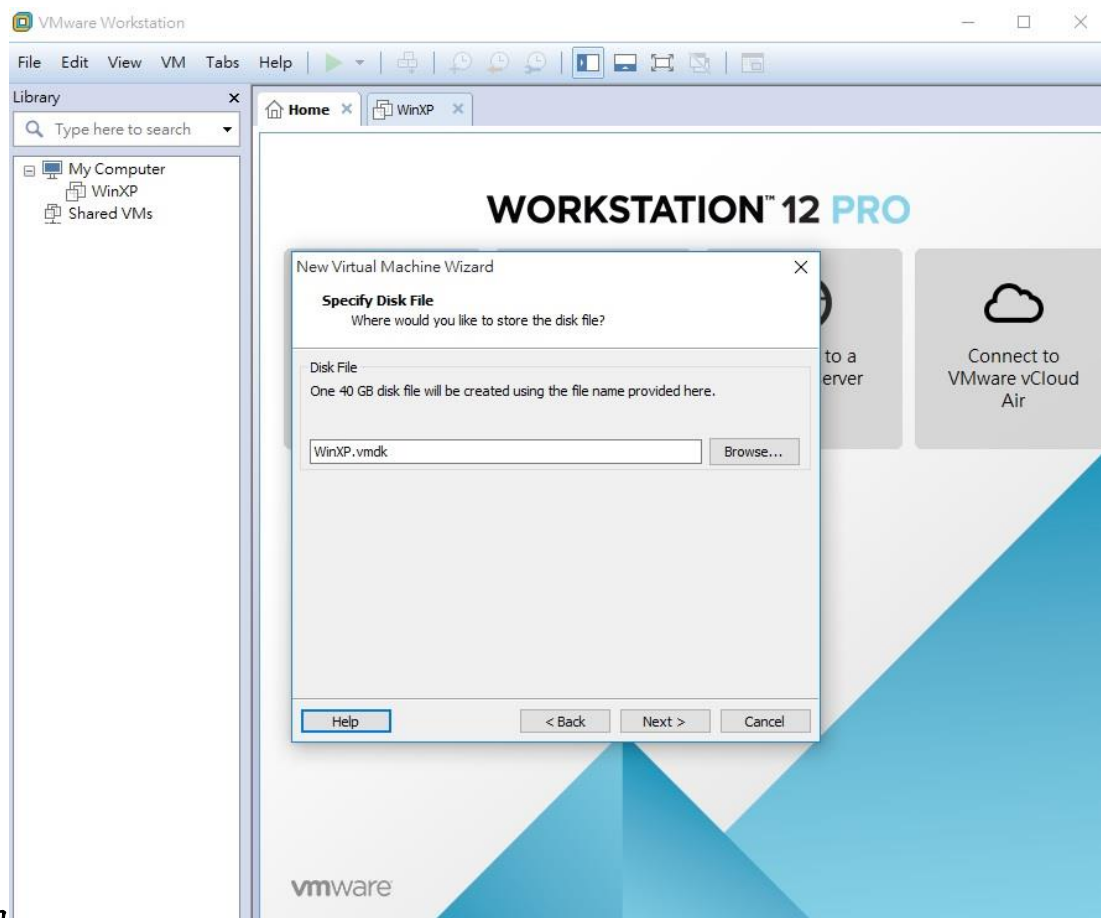 VMware Workstation
File Edit View VM Tabs Help
Library
Type here to search
My Computer
WinXP
Shared VMs
Home
WinXP
WORKSTATION™ 12 PRO
New Virtual Machine Wizard
Specify Disk File
Where would you like to store the disk file?
Disk File
One 40 GB disk file will be created using the file name provided here.
WinXP.vmdk
Browse...
Help
< Back
Next >
Cancel
to a
erver
Connect to
VMware vCloud
Air
vmware